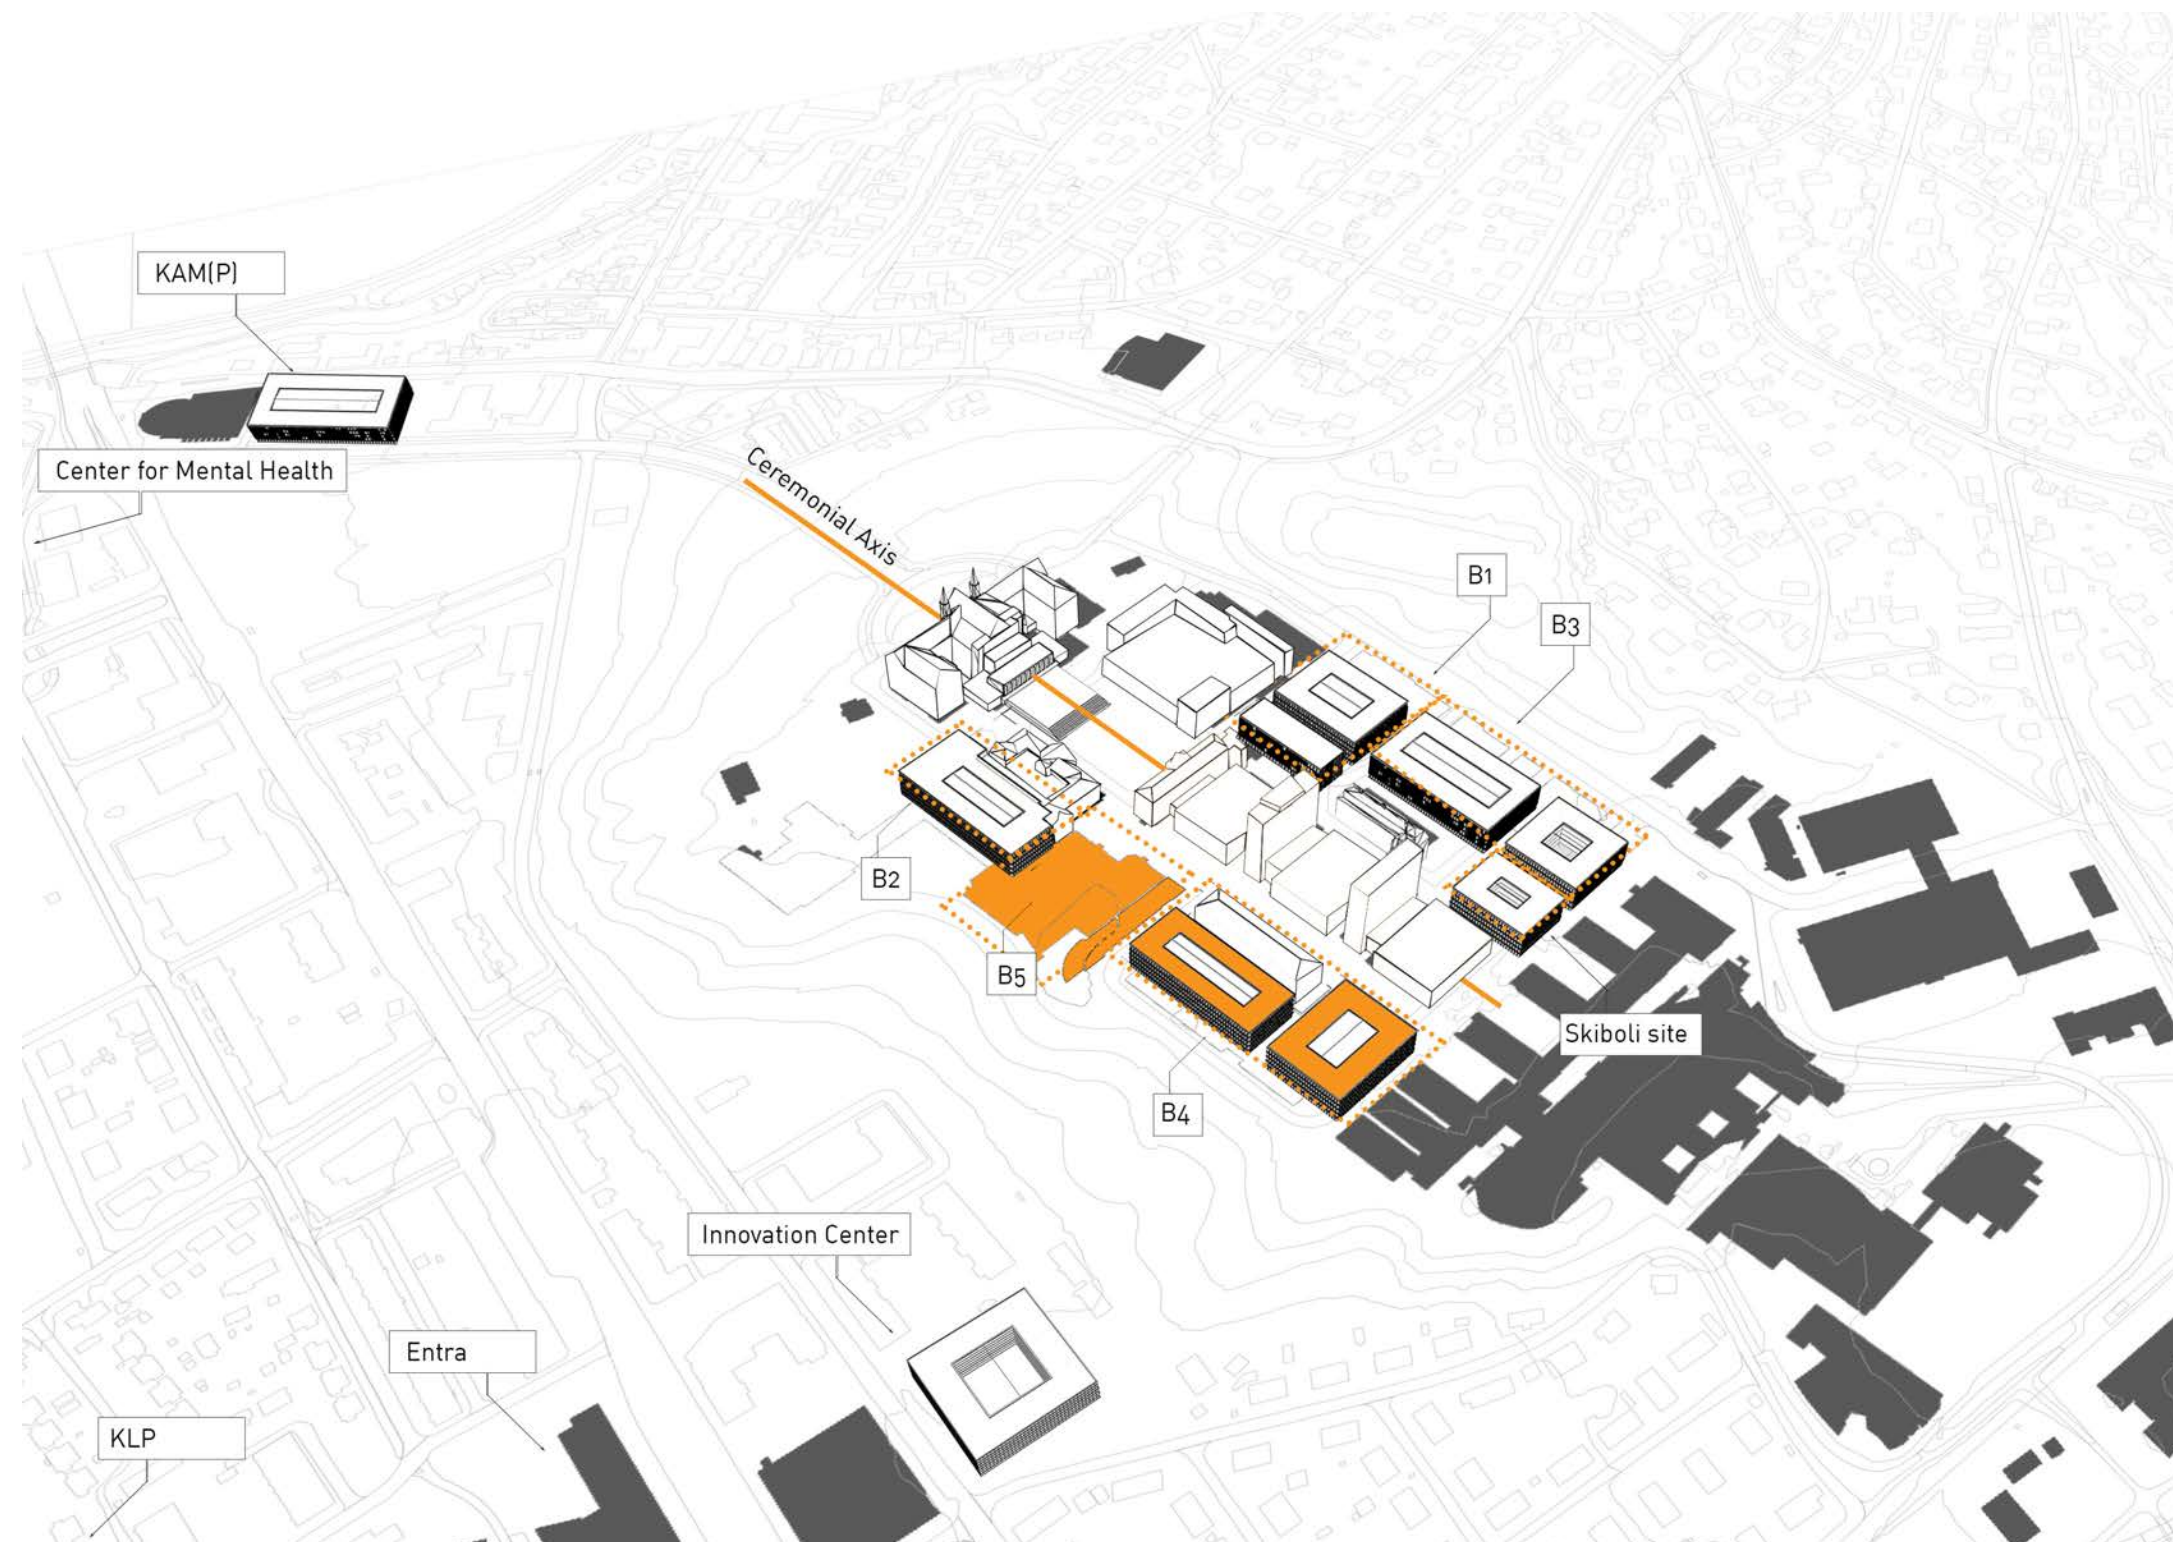 KAM(P)
Center for Mental Health
Ceremonial Axis
B1
B3
B2
B5
Skiboli site
B4
Innovation Center
Entra
KLP